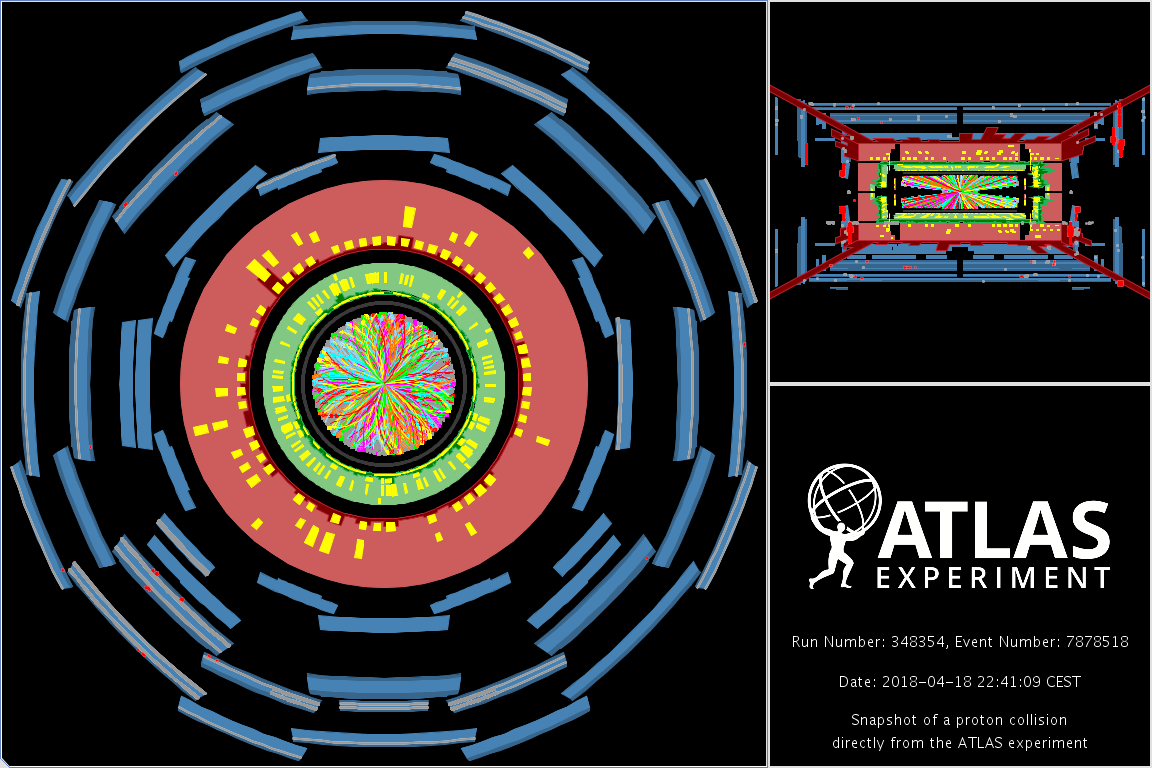 ATLAS
EXPERIMENT
Run Number: 348354, Event Number: 7878518
Date: 2018-04-18 22:41:09 CEST
Snapshot of a proton collision
directly from the ATLAS experiment